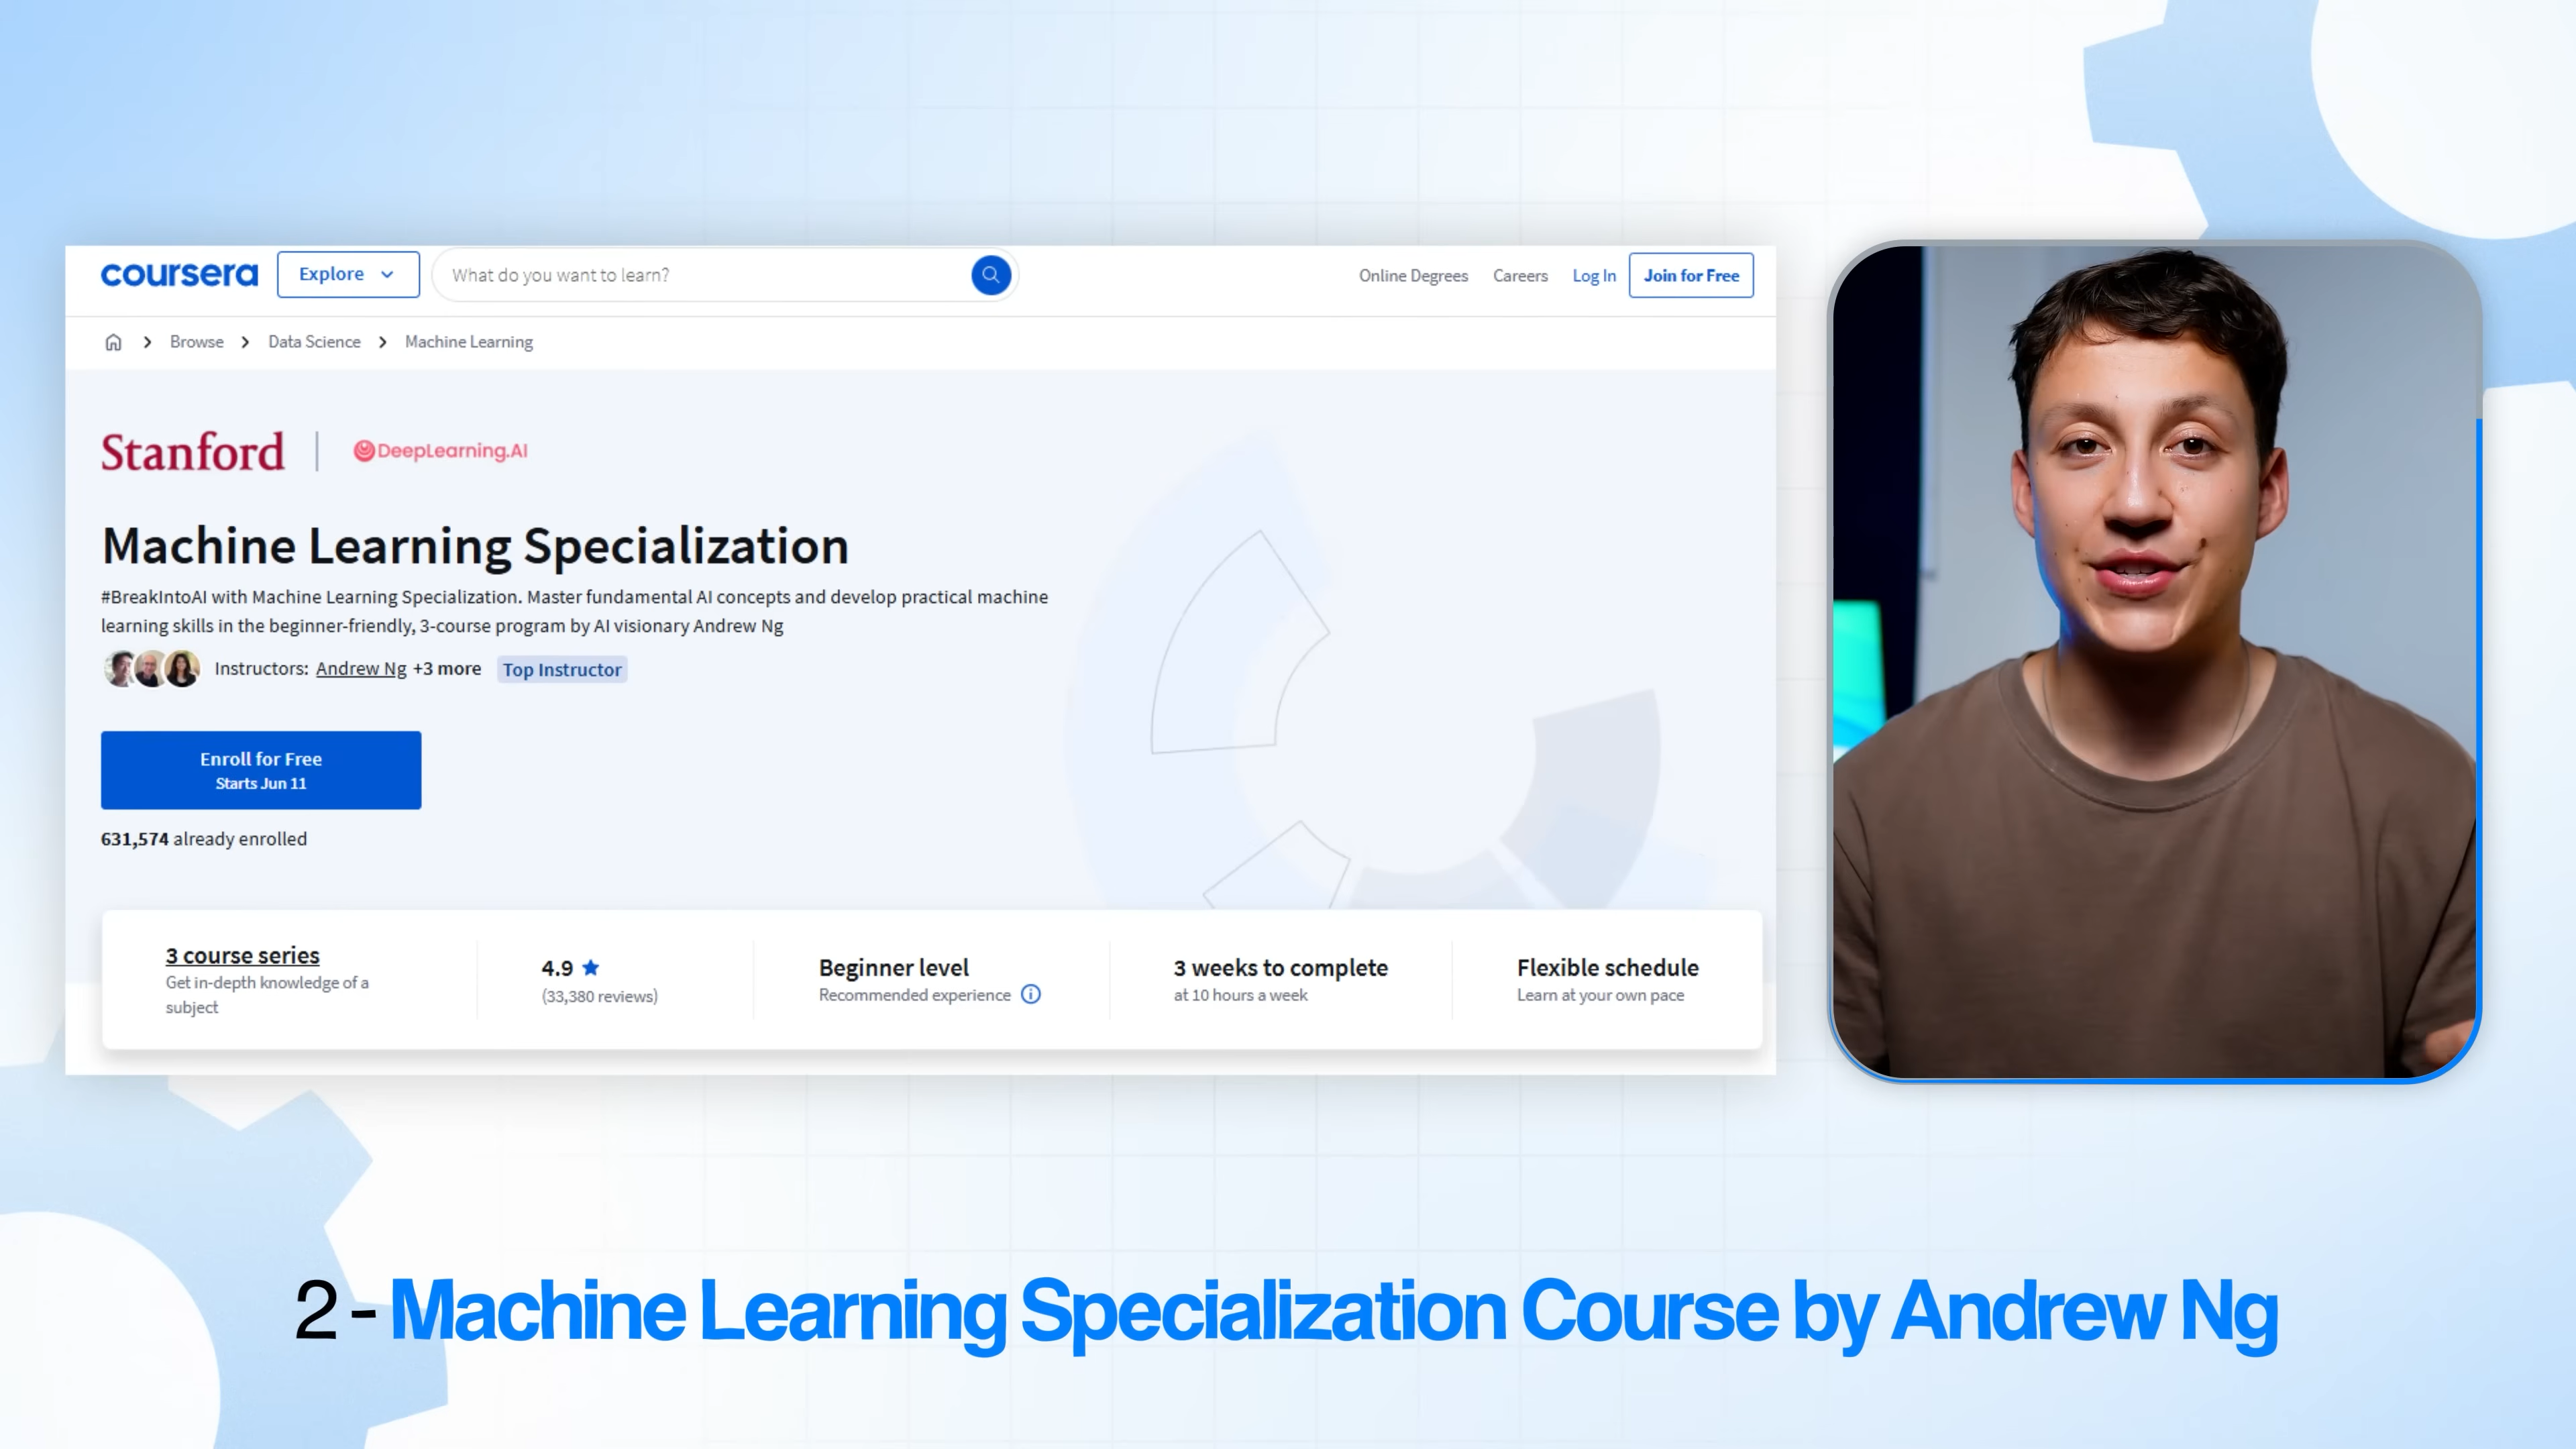 coursera
Explore
What do you want to learn?
Online Degrees
Careers
Log In
Join for Free
Browse
Data Science
Machine Learning
Stanford
DeepLearning.AI
Machine Learning Specialization
#BreakIntoAI with Machine Learning Specialization. Master fundamental AI concepts and develop practical machine
learning skills in the beginner-friendly, 3-course program by AI visionary Andrew Ng
Instructors: Andrew Ng +3 more
Top Instructor
Enroll for Free
Starts Jun 11
631,574 already enrolled
3 course series
Get in-depth knowledge of a
subject
4.9
(33,380 reviews)
Beginner level
Recommended experience
3 weeks to complete
at 10 hours a week
Flexible schedule
Learn at your own pace
2 - Machine Learning Specialization Course by Andrew Ng